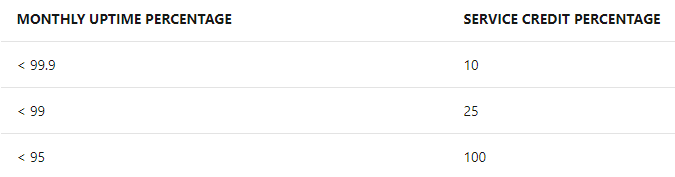 MONTHLY UPTIME PERCENTAGE SERVICE CREDIT PERCENTAGE
< 99.9 10
< 99 25
< 95 100